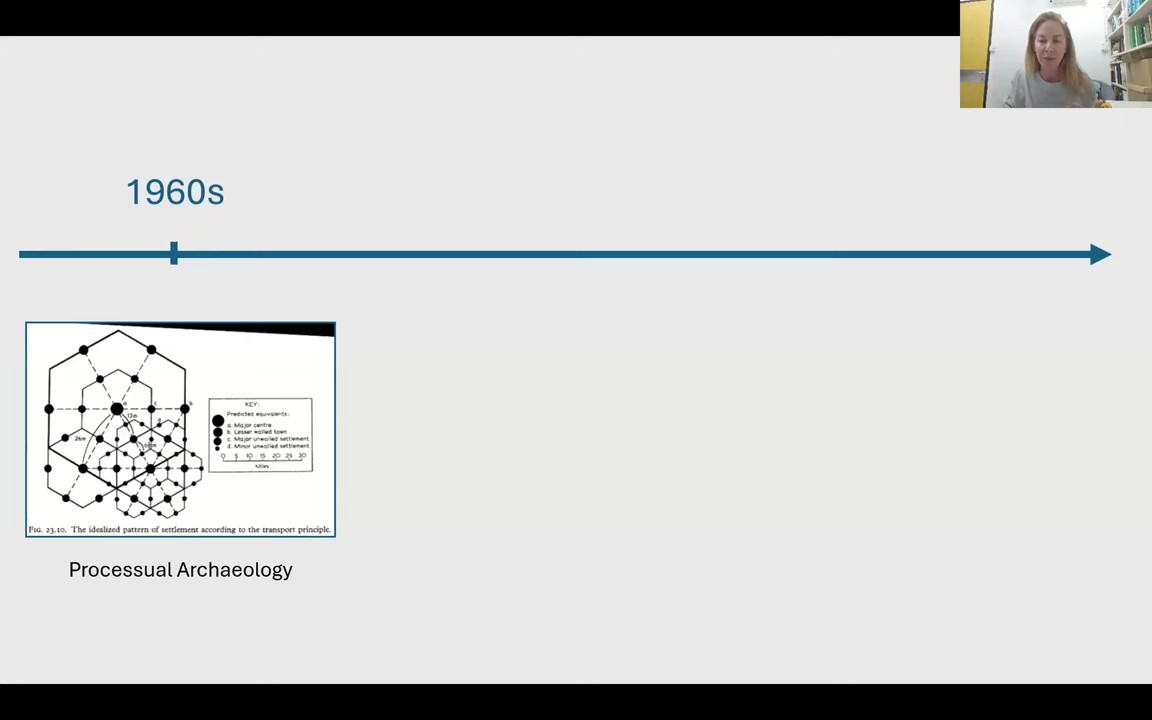 1960s
KEY:
Predicted equivalents:
a. Major centre
b. Lesser walled town
c. Major unwalled settlement
d. Minor unwalled settlement
0 5 10 15 20 25 30
Miles
a
c
b
13m
d
26m
FIG. 23.10. The idealized pattern of settlement according to the transport principle.
Processual Archaeology